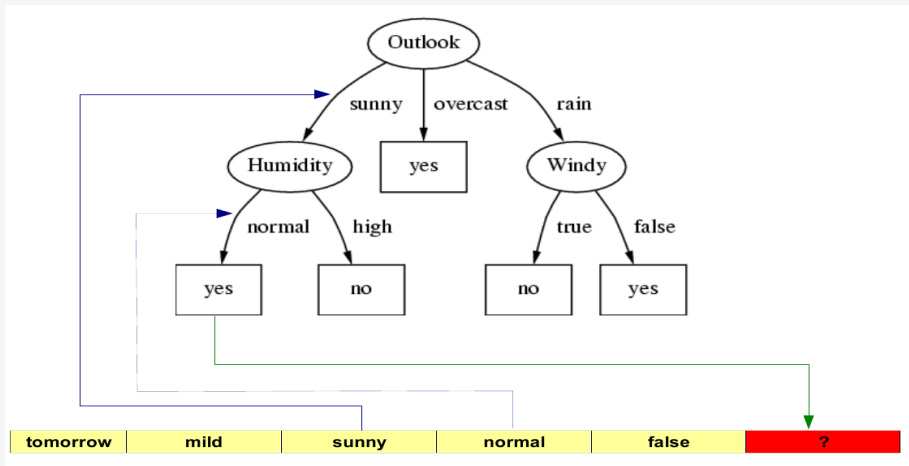 Outlook
sunny overcast rain
Humidity yes Windy
normal high true false
yes no no yes
tomorrow mild sunny normal false ?